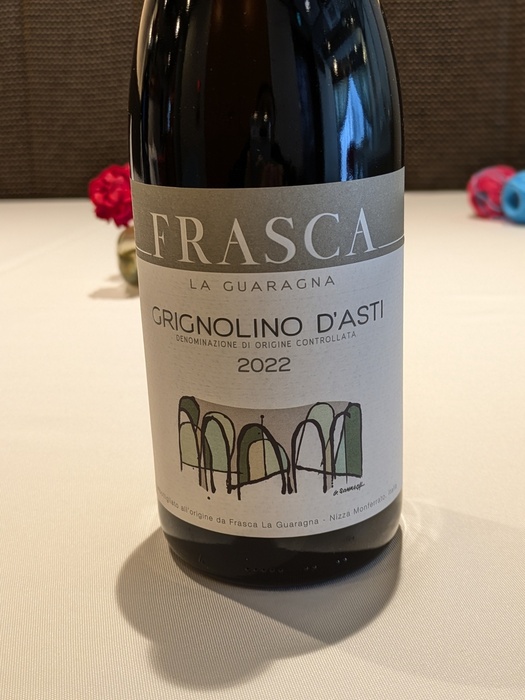 FRASCA
LA GUARAGNA
GRIGNOLINO D'ASTI
DENOMINAZIONE DI ORIGINE CONTROLLATA
2022
all'origine da Frasca La Guaragna - Nizza Monferrato,